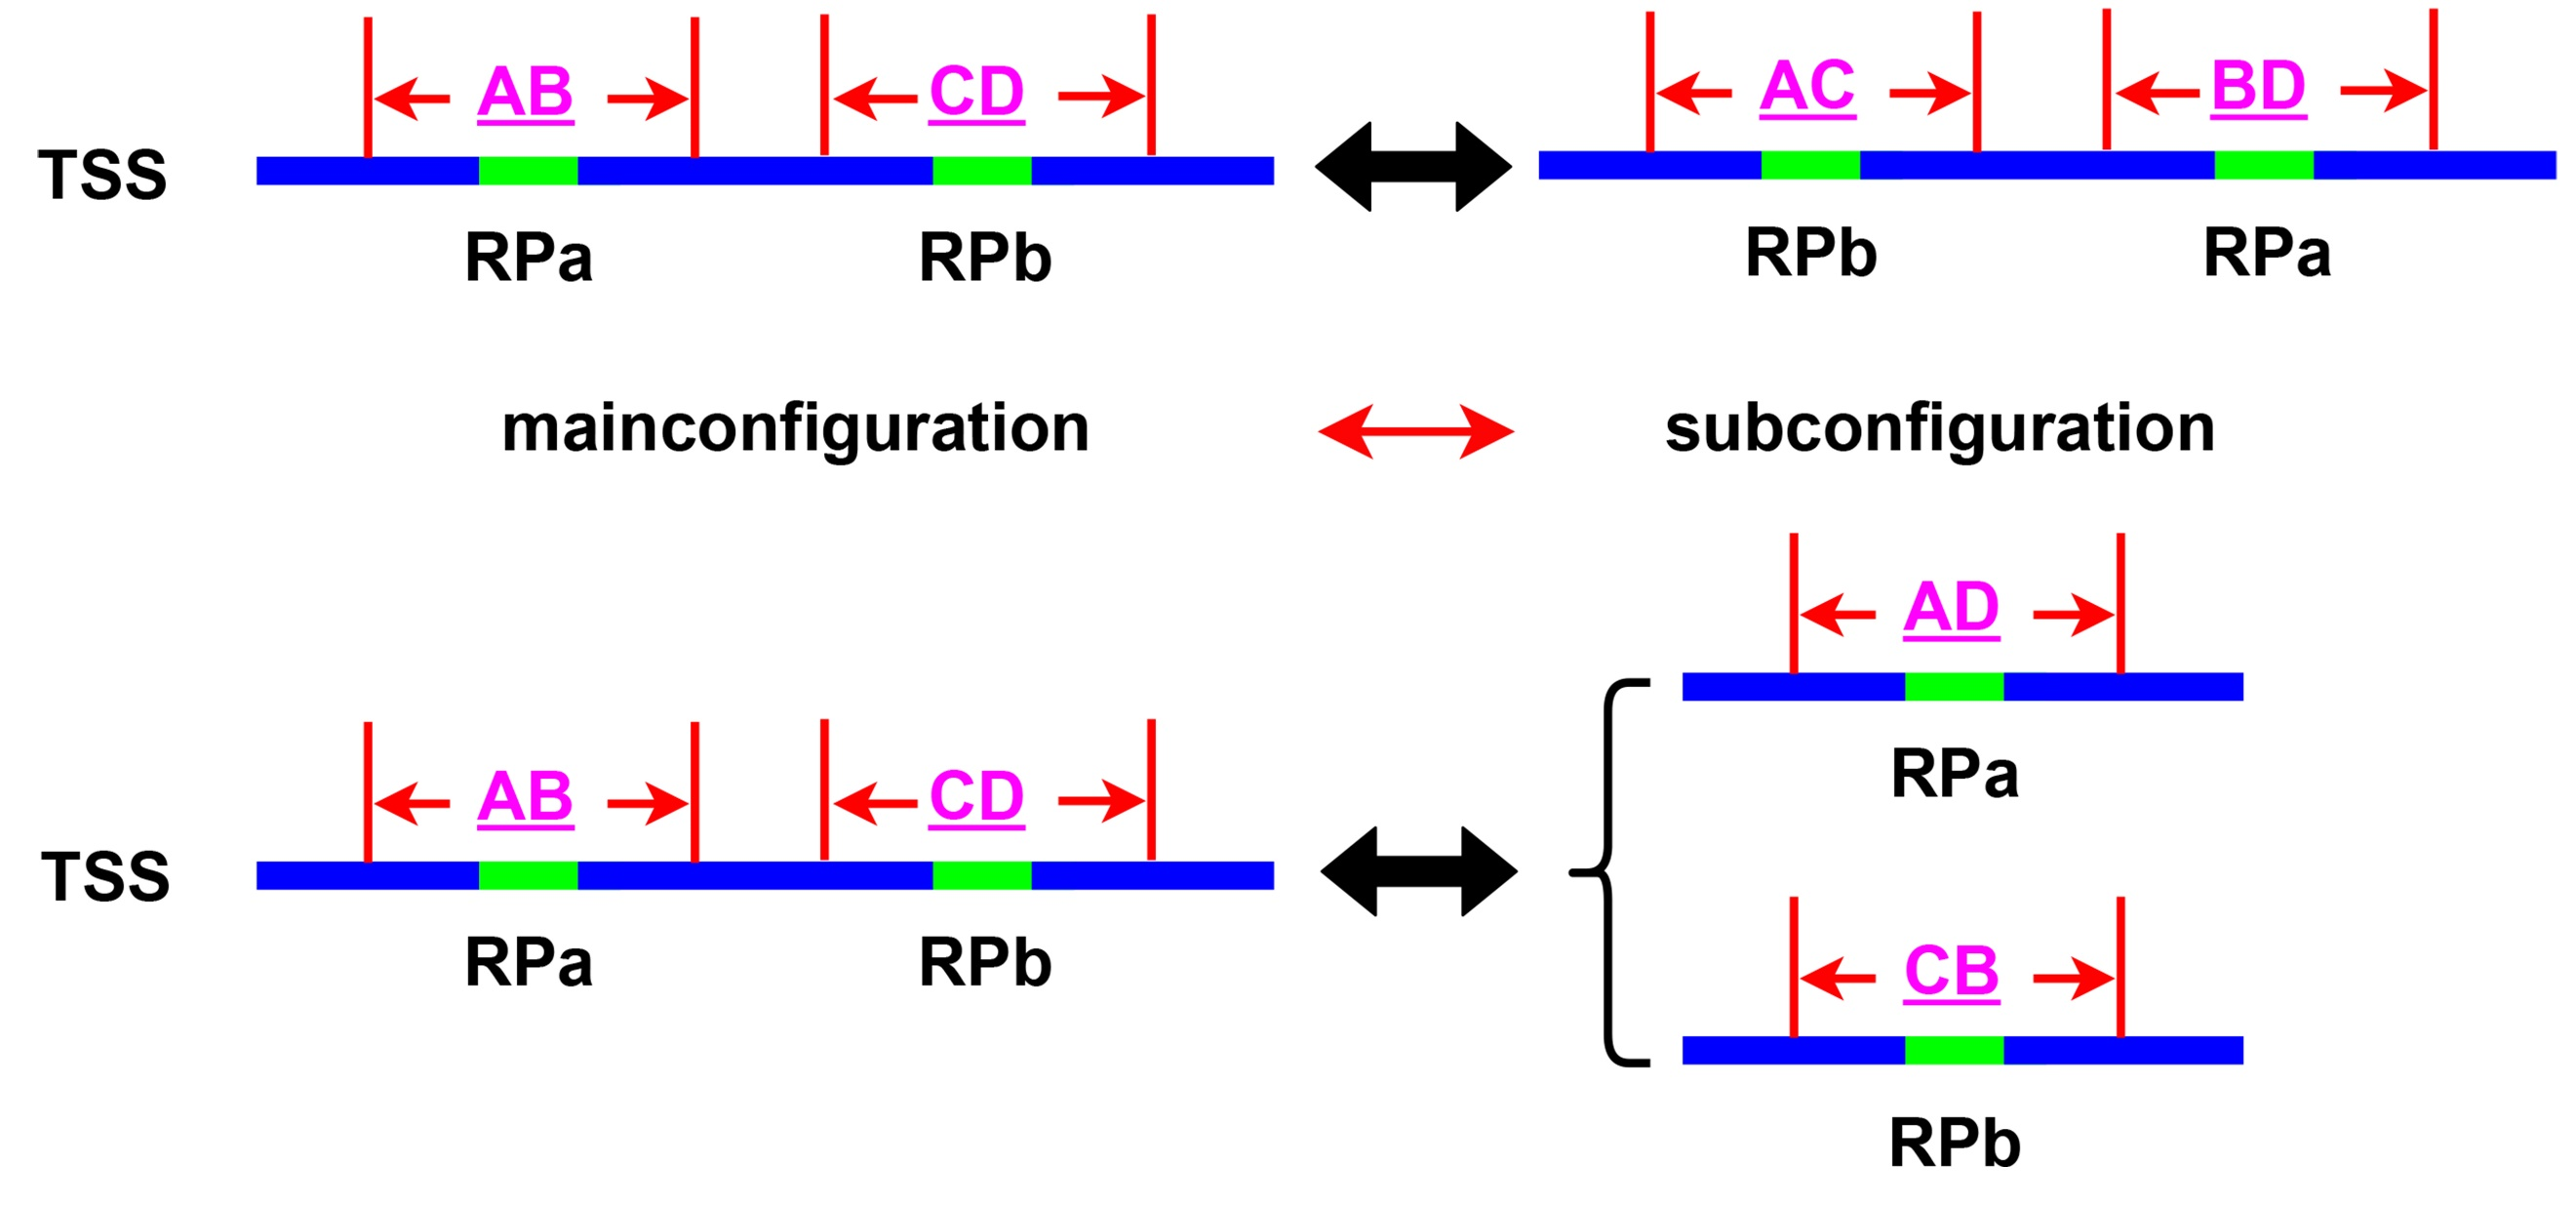 AB CD AC BD
TSS
RPa RPb RPb RPa
mainconfiguration subconfiguration
AD
RPa
AB CD
TSS
RPa RPb
CB
RPb